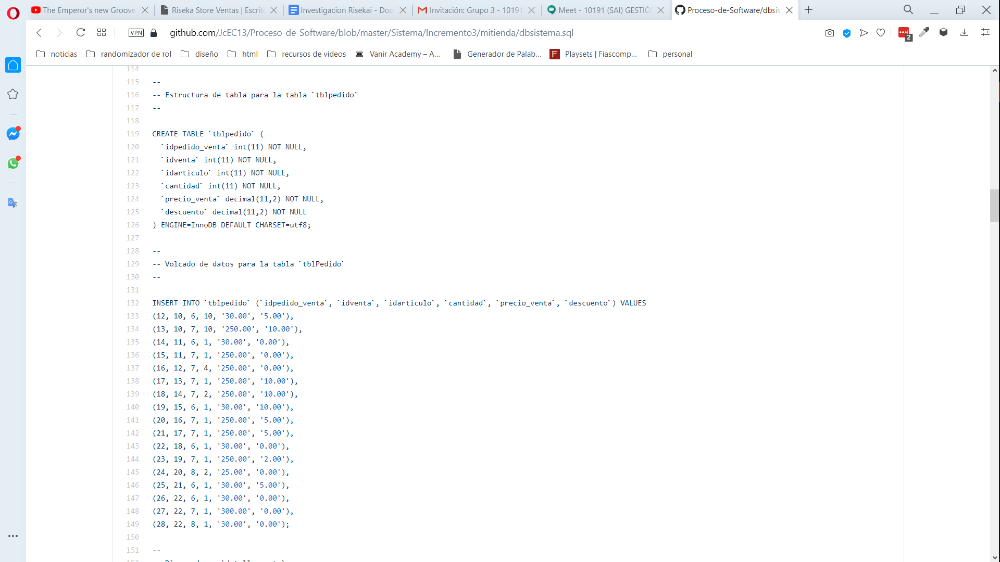 The Emperor's new Groove
Riseka Store Ventas | Escrito
Investigacion Risekai - Doc
Invitación: Grupo 3 - 10191
Meet - 10191 (SAI) GESTIÓ
Proceso-de-Software/dbsis
VPN
github.com/JcEC13/Proceso-de-Software/blob/master/Sistema/Incremento3/mitienda/dbsistema.sql
2
noticias
randomizador de rol
diseño
html
recursos de videos
Vanir Academy – A...
Generador de Palab...
Playsets | Fiascomp...
personal
114
115 --
116 -- Estructura de tabla para la tabla `tblpedido`
117 --
118
119 CREATE TABLE `tblpedido` (
120 `idpedido_venta` int(11) NOT NULL,
121 `idventa` int(11) NOT NULL,
122 `idarticulo` int(11) NOT NULL,
123 `cantidad` int(11) NOT NULL,
124 `precio_venta` decimal(11,2) NOT NULL,
125 `descuento` decimal(11,2) NOT NULL
126 ) ENGINE=InnoDB DEFAULT CHARSET=utf8;
127
128 --
129 -- Volcado de datos para la tabla `tblPedido`
130 --
131
132 INSERT INTO `tblpedido` (`idpedido_venta`, `idventa`, `idarticulo`, `cantidad`, `precio_venta`, `descuento`) VALUES
133 (12, 10, 6, 10, '30.00', '5.00'),
134 (13, 10, 7, 10, '250.00', '10.00'),
135 (14, 11, 6, 1, '30.00', '0.00'),
136 (15, 11, 7, 1, '250.00', '0.00'),
137 (16, 12, 7, 4, '250.00', '0.00'),
138 (17, 13, 7, 1, '250.00', '10.00'),
139 (18, 14, 7, 2, '250.00', '10.00'),
140 (19, 15, 6, 1, '30.00', '10.00'),
141 (20, 16, 7, 1, '250.00', '5.00'),
142 (21, 17, 7, 1, '250.00', '5.00'),
143 (22, 18, 6, 1, '30.00', '0.00'),
144 (23, 19, 7, 1, '250.00', '2.00'),
145 (24, 20, 8, 2, '25.00', '0.00'),
146 (25, 21, 6, 1, '30.00', '5.00'),
147 (26, 22, 6, 1, '30.00', '0.00'),
148 (27, 22, 7, 1, '300.00', '0.00'),
149 (28, 22, 8, 1, '30.00', '0.00');
150
151 --